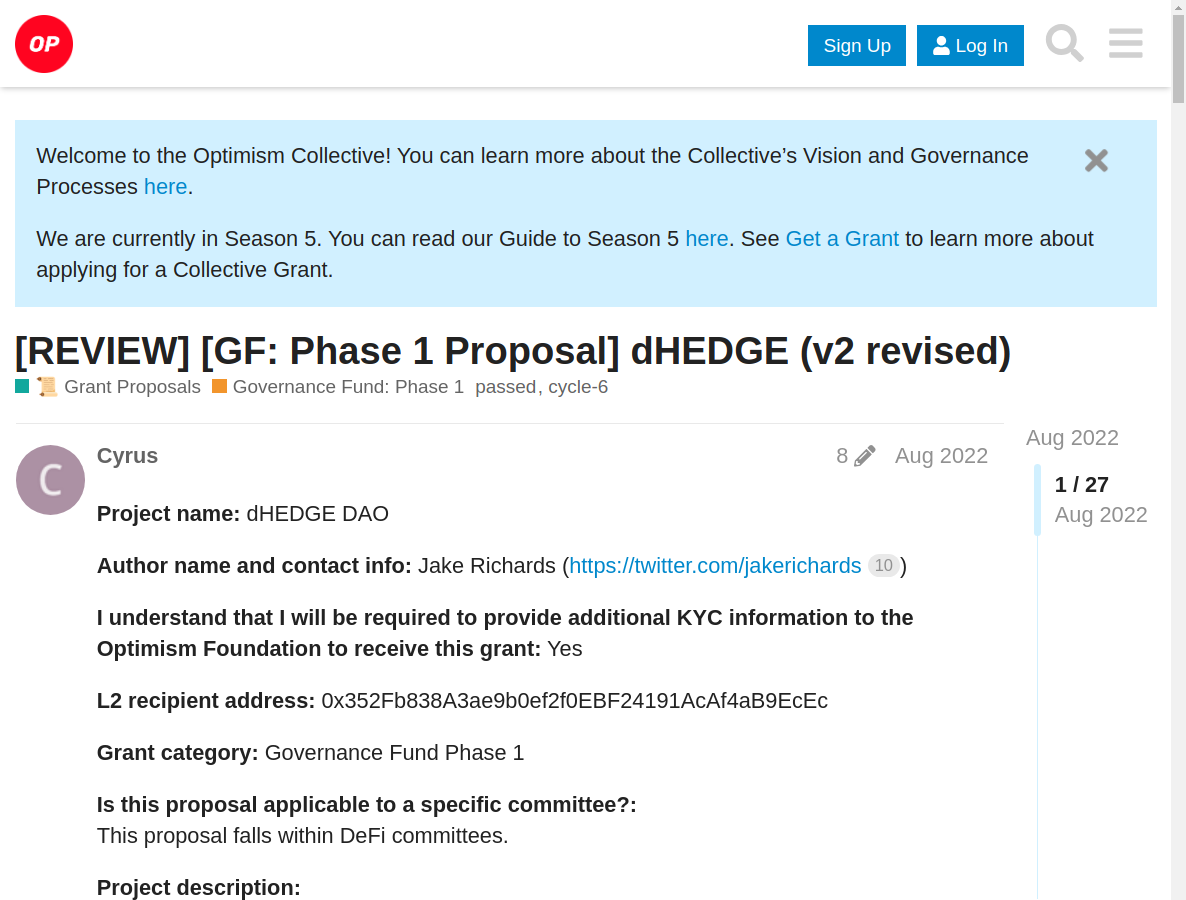 OP
Sign Up
Log In
Welcome to the Optimism Collective! You can learn more about the Collective’s Vision and Governance
Processes here.
We are currently in Season 5. You can read our Guide to Season 5 here. See Get a Grant to learn more about
applying for a Collective Grant.
[REVIEW] [GF: Phase 1 Proposal] dHEDGE (v2 revised)
📜 Grant Proposals Governance Fund: Phase 1 passed, cycle-6
Aug 2022
C
Cyrus
8
Aug 2022
1 / 27
Aug 2022
Project name: dHEDGE DAO
Author name and contact info: Jake Richards (https://twitter.com/jakerichards 10)
I understand that I will be required to provide additional KYC information to the
Optimism Foundation to receive this grant: Yes
L2 recipient address: 0x352Fb838A3ae9b0ef2f0EBF24191AcAf4aB9EcEc
Grant category: Governance Fund Phase 1
Is this proposal applicable to a specific committee?:
This proposal falls within DeFi committees.
Project description: